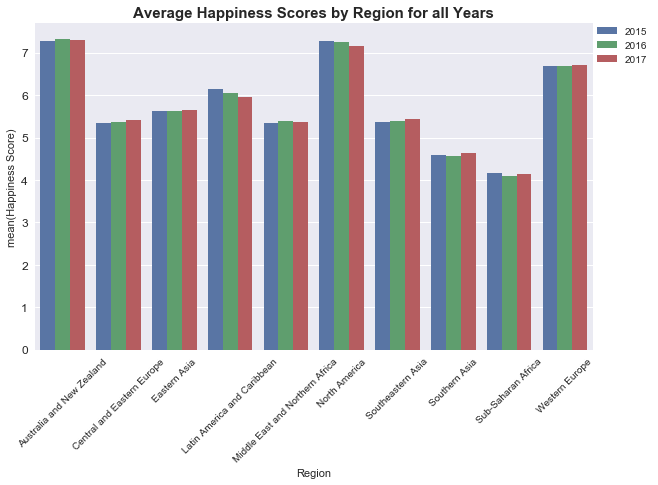 Average Happiness Scores by Region for all Years
2015
2016
2017
mean(Happiness Score)
7
6
5
4
3
2
1
0
Australia and New Zealand
Central and Eastern Europe
Eastern Asia
Latin America and Caribbean
Middle East and Northern Africa
North America
Southeastern Asia
Southern Asia
Sub-Saharan Africa
Western Europe
Region